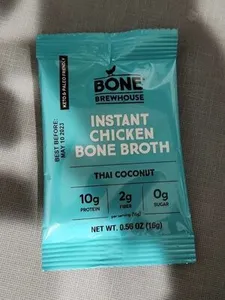 KETO & PALEO FRIENDLY
BEST BEFORE:
MAY 10 2023
BONE
BREWHOUSE
INSTANT
CHICKEN
BONE BROTH
THAI COCONUT
10g
PROTEIN
2g
FIBER
0g
SUGAR
NET WT. 0.56 OZ (16g)